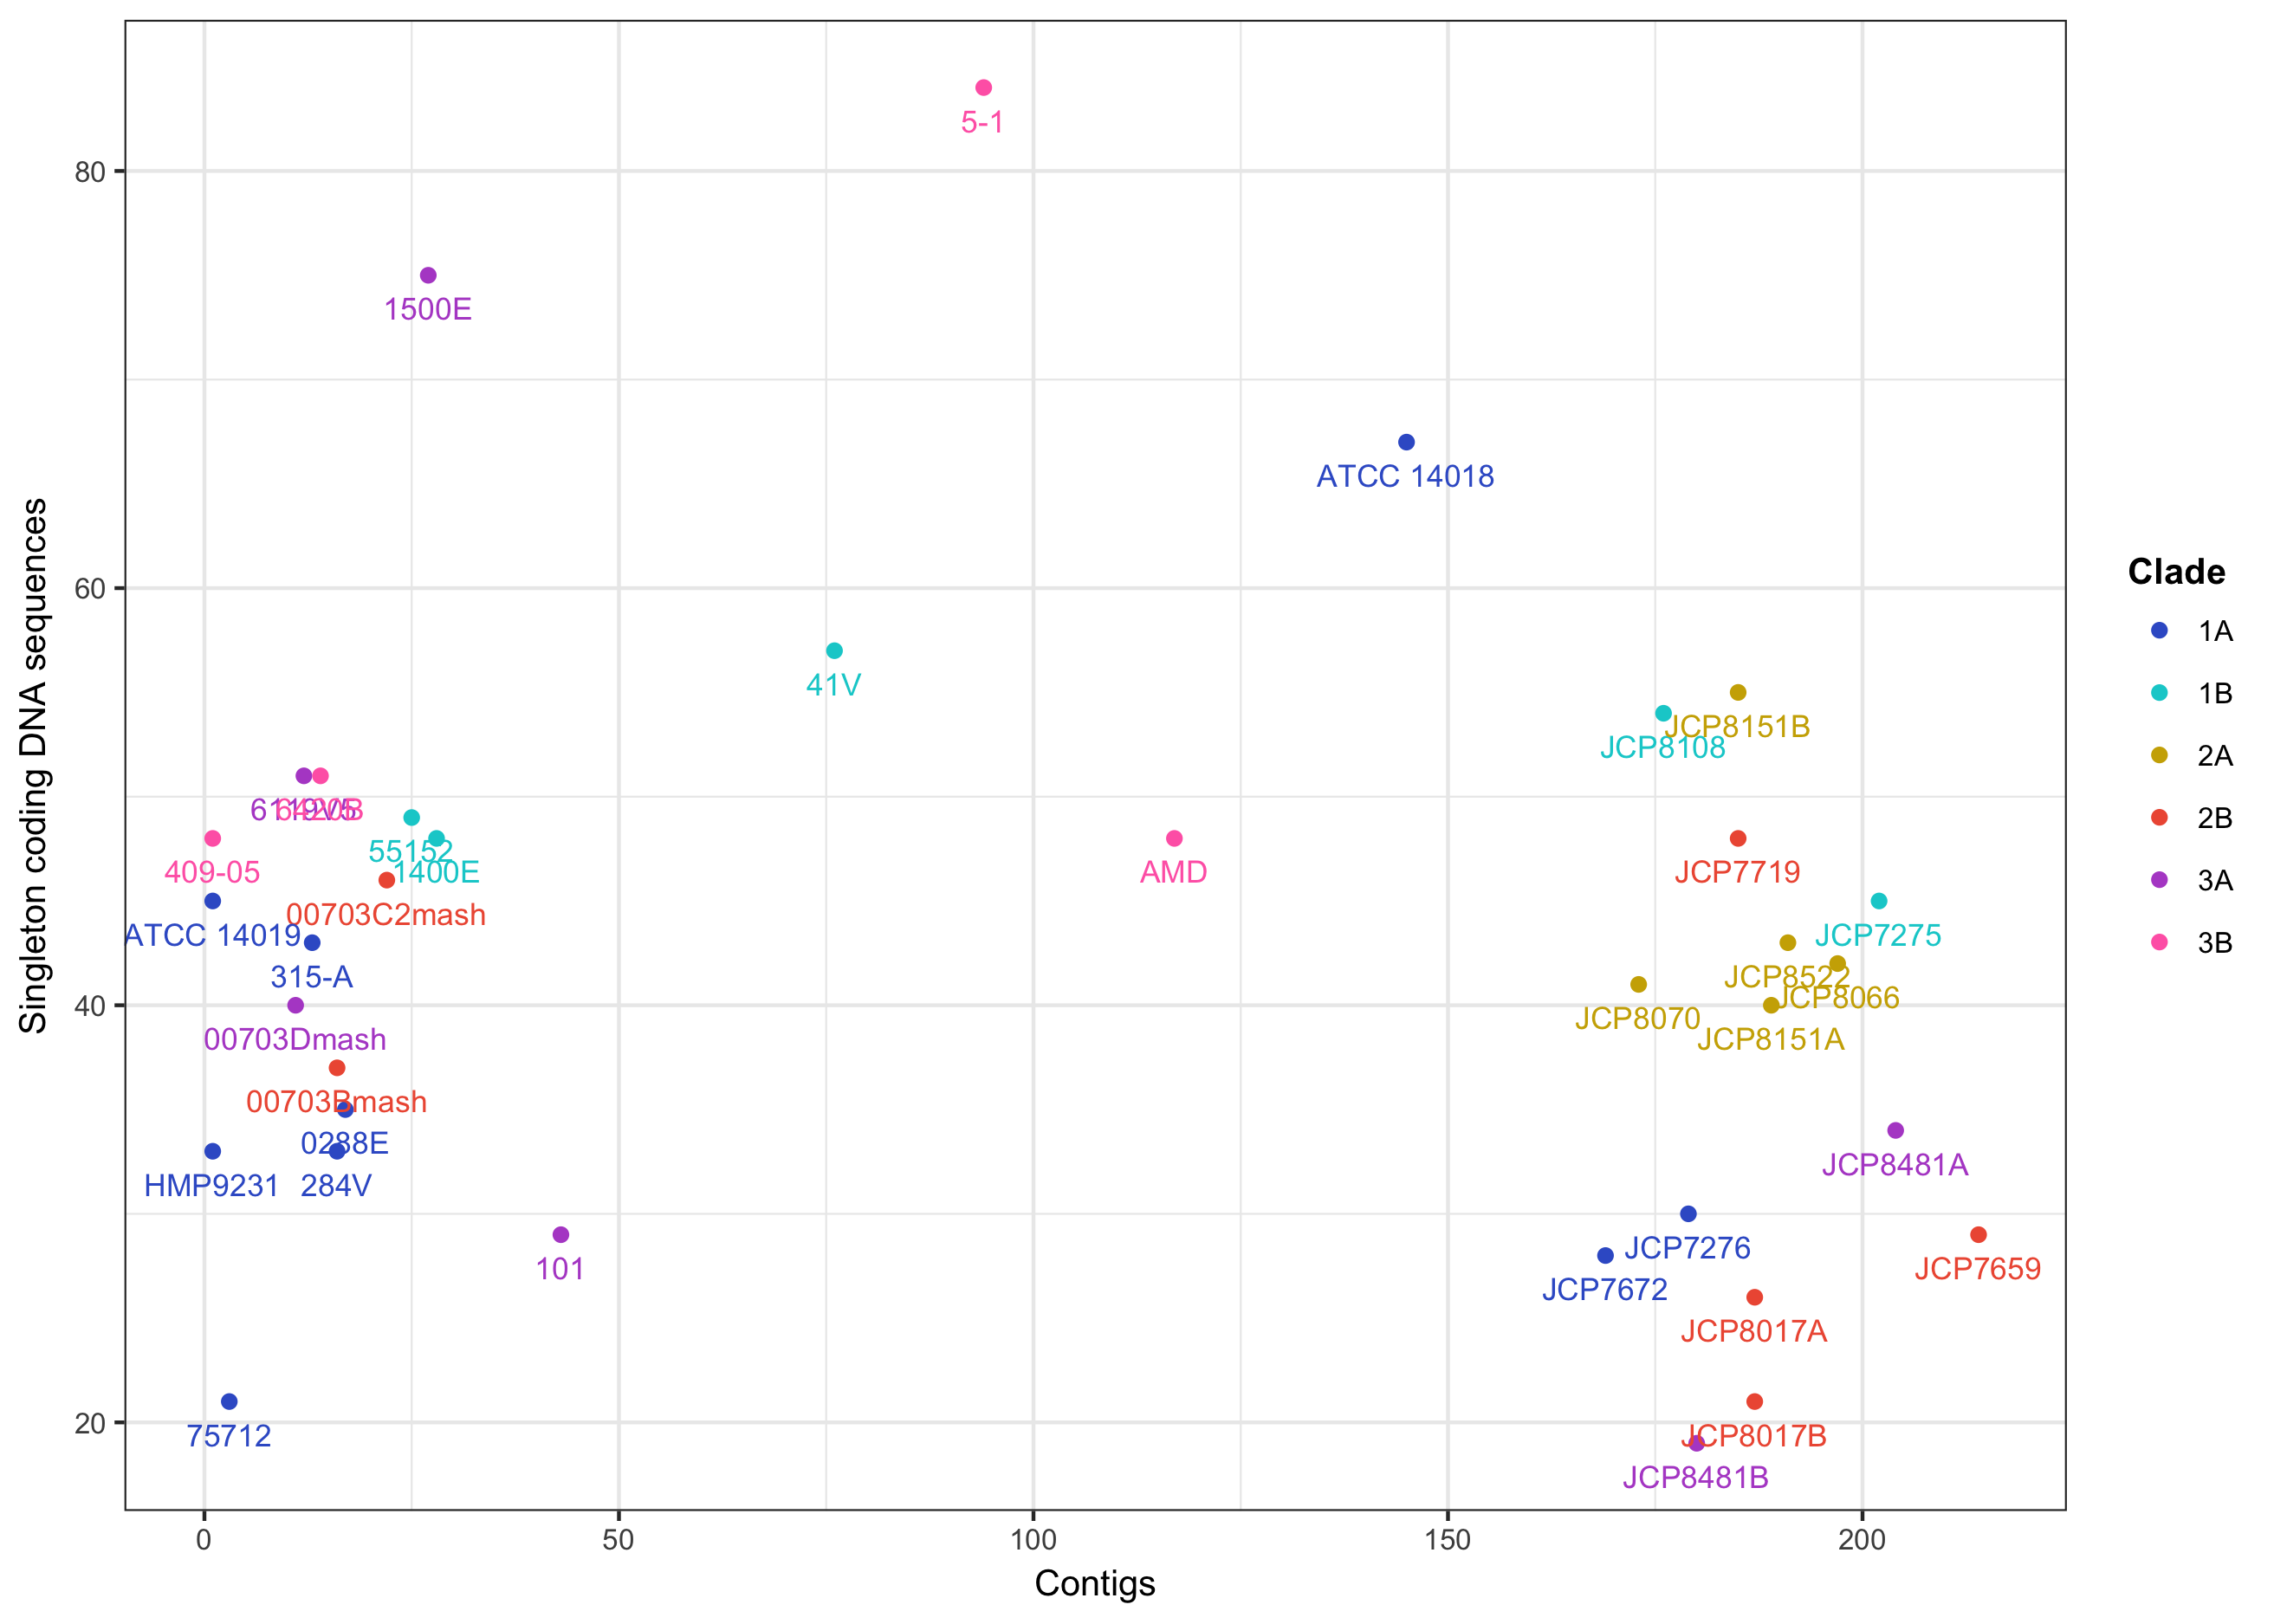 5-1
80
1500E
ATCC 14018
60
Clade
1A
41V
1B
JCP8151B
JCP8108
2A
6119V5
6420B
2B
55152
409-05
1400E
AMD
JCP7719
3A
00703C2mash
ATCC 14019
JCP7275
3B
315-A
JCP8522
JCP8066
40
JCP8070
00703Dmash
JCP8151A
00703Bmash
0288E
JCP8481A
HMP9231
284V
JCP7276
101
JCP7659
JCP7672
JCP8017A
20
75712
JCP8017B
JCP8481B
0
50
100
150
200
Contigs
Singleton coding DNA sequences